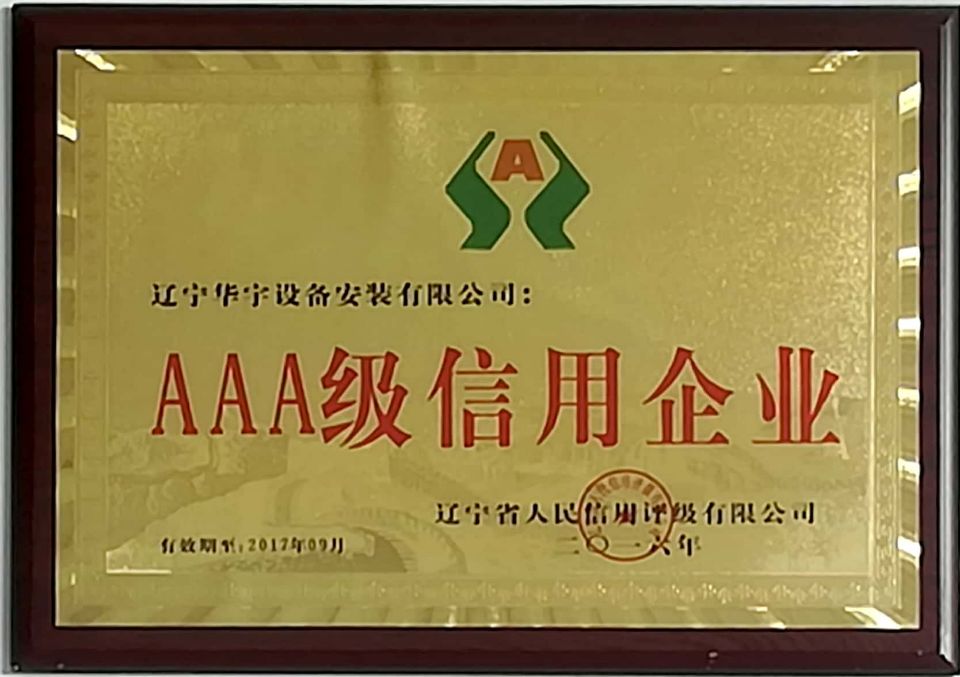 A
辽宁华宇设备安装有限公司：
AAA级信用企业
辽宁省人民信用评级有限公司
二〇一六年
有效期至:2017年09月